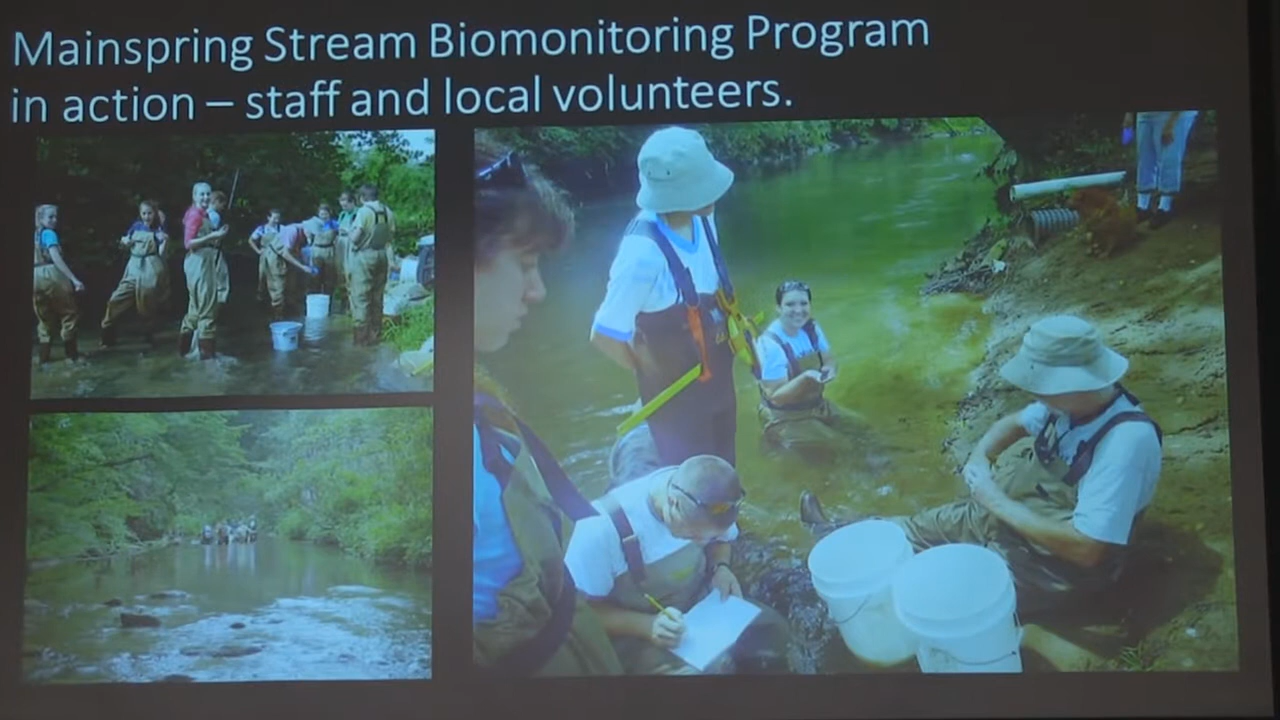 Mainspring Stream Biomonitoring Program
in action – staff and local volunteers.